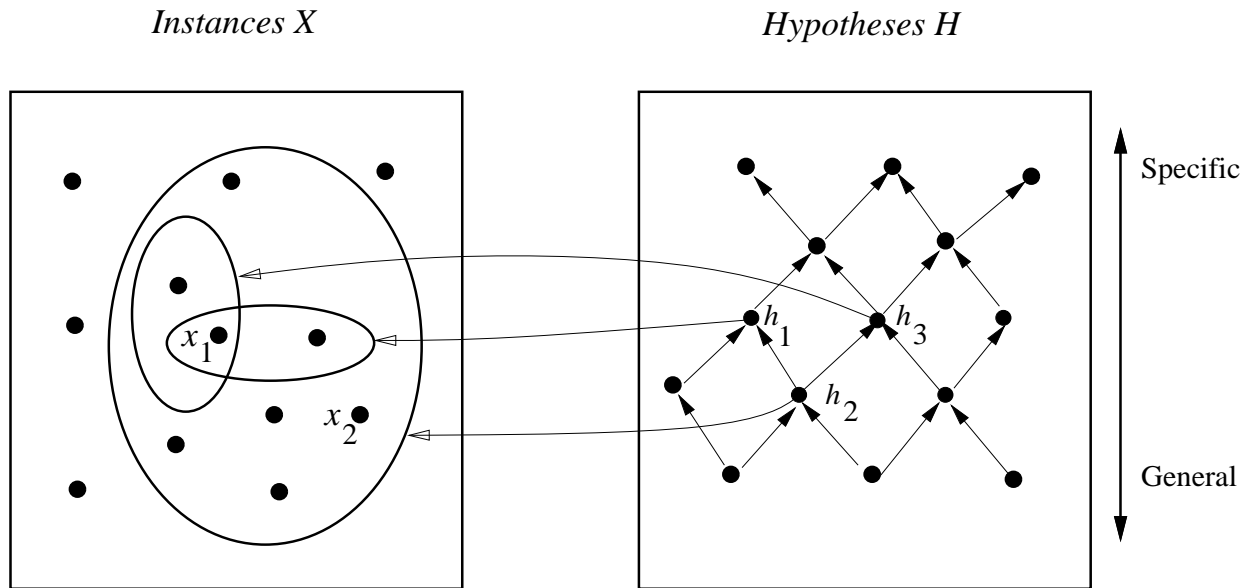 Instances X
Hypotheses H
Specific
x1
h1
h3
x2
h2
General